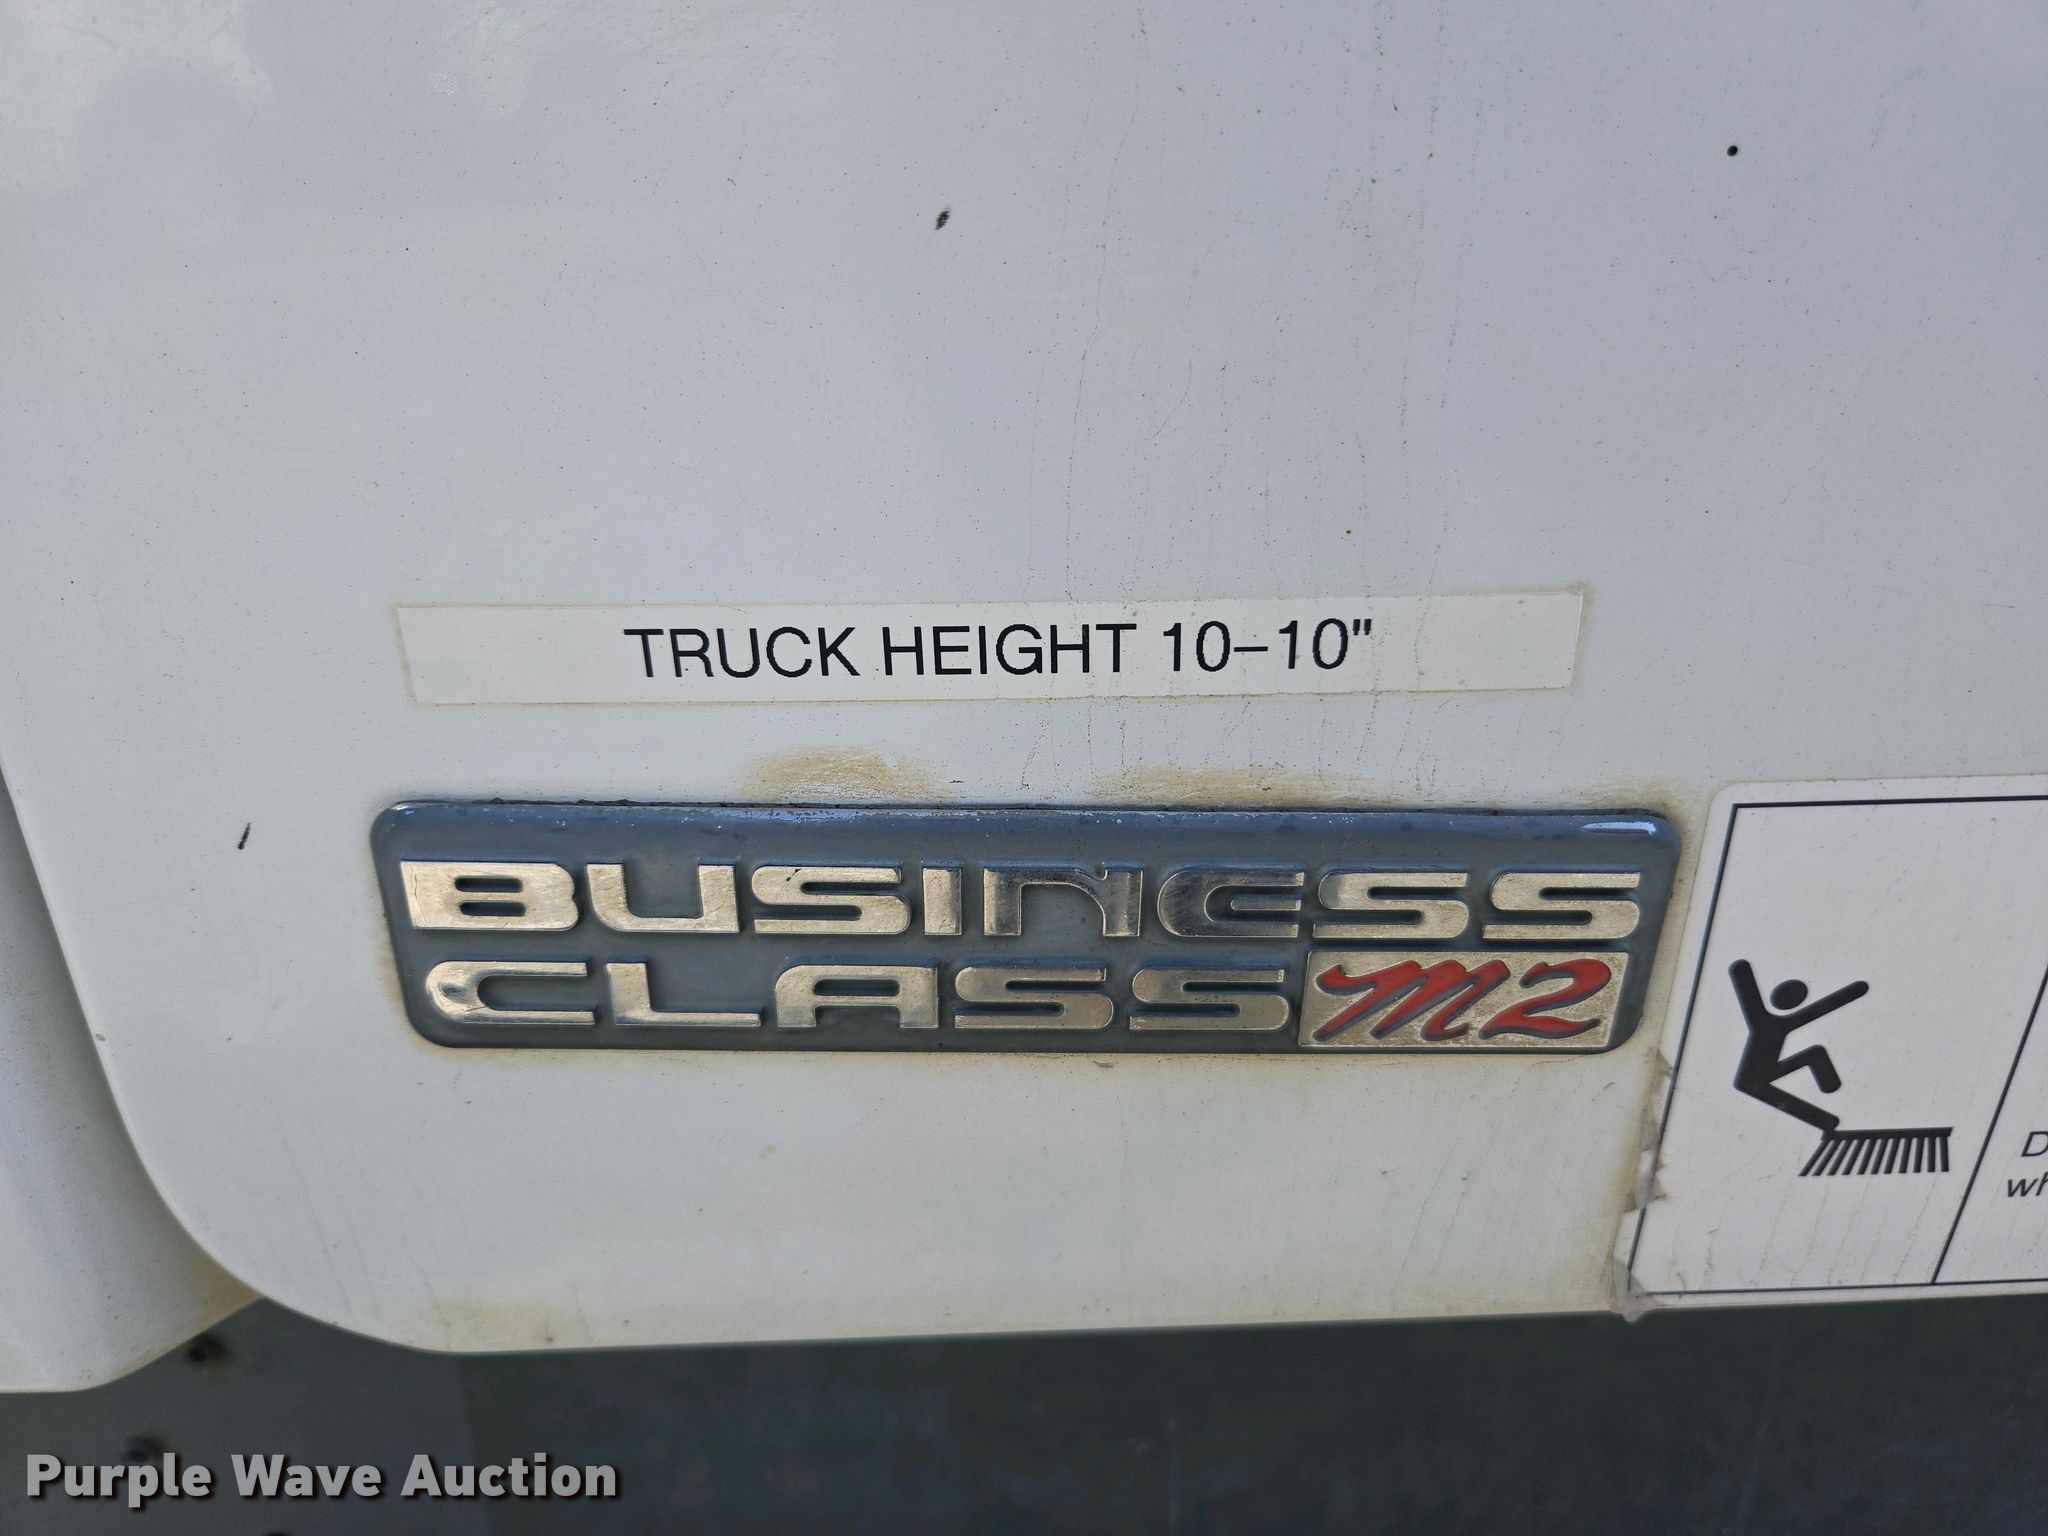 TRUCK HEIGHT 10–10"
BUSINESS
CLASS M2
Purple Wave Auction